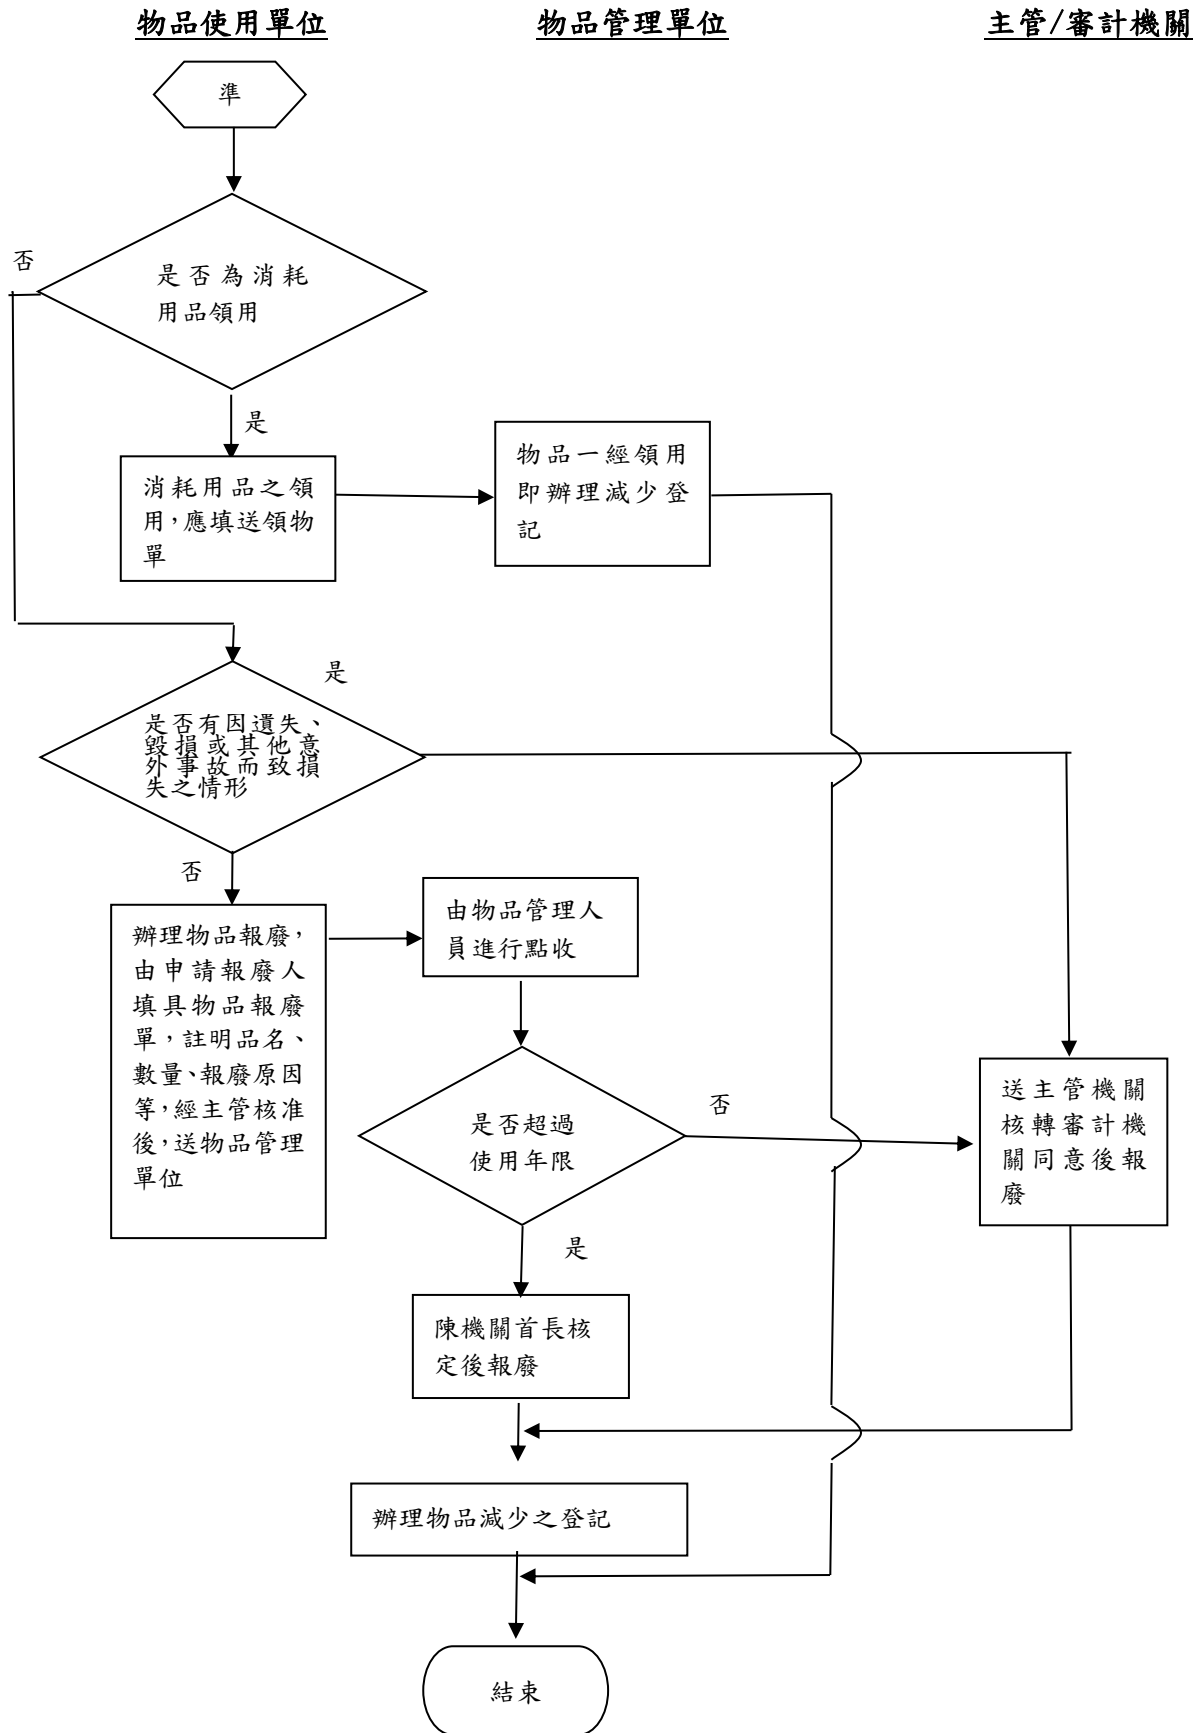 物品使用單位
物品管理單位
主管/審計機關
準
否
是否為消耗
用品領用
是
消耗用品之領
用，應填送領物
單
物品一經領用
即辦理減少登
記
是
是否有因遺失、
毀損或其他意
外事故而致損
失之情形
否
辦理物品報廢，
由申請報廢人
填具物品報廢
單，註明品名、
數量、報廢原因
等，經主管核准
後，送物品管理
單位
由物品管理人
員進行點收
是否超過
使用年限
否
送主管機關
核轉審計機
關同意後報
廢
是
陳機關首長核
定後報廢
辦理物品減少之登記
結束